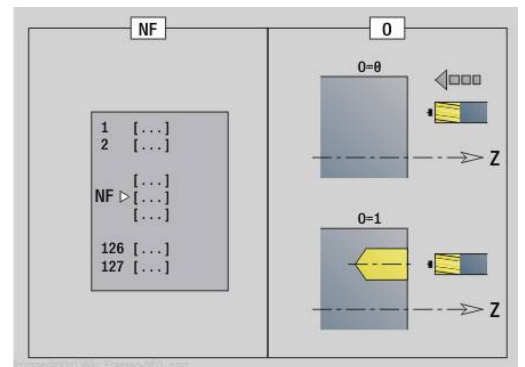 NF
1 [...]
2 [...]
[...]
NF [...]
[...]
126 [...]
127 [...]
O
O=0
Z
O=1
Z